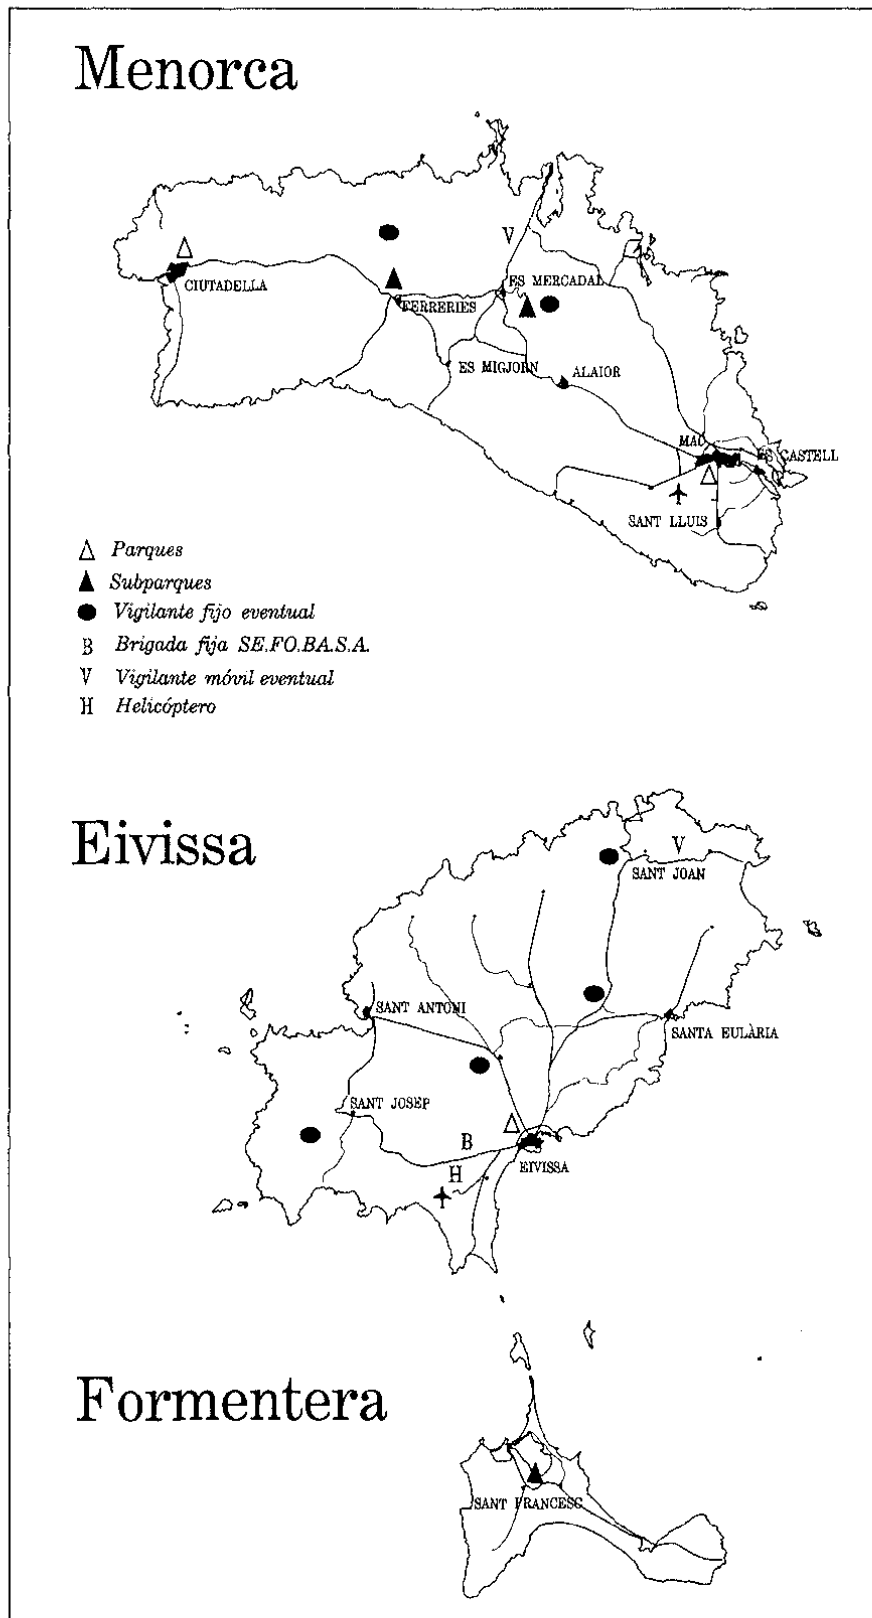 Menorca
V
ES MERCADAL
CIUTADELLA
FERRERIES
ES MIGJORN
ALAIOR
MAÓ
ES CASTELL
SANT LLUIS
Parques
Subparques
Vigilante fijo eventual
B Brigada fija SE.FO.BA.S.A.
V Vigilante móvil eventual
H Helicóptero
Eivissa
V
SANT JOAN
SANT ANTONI
SANTA EULÀRIA
SANT JOSEP
B
EIVISSA
H
Formentera
SANT FRANCESC